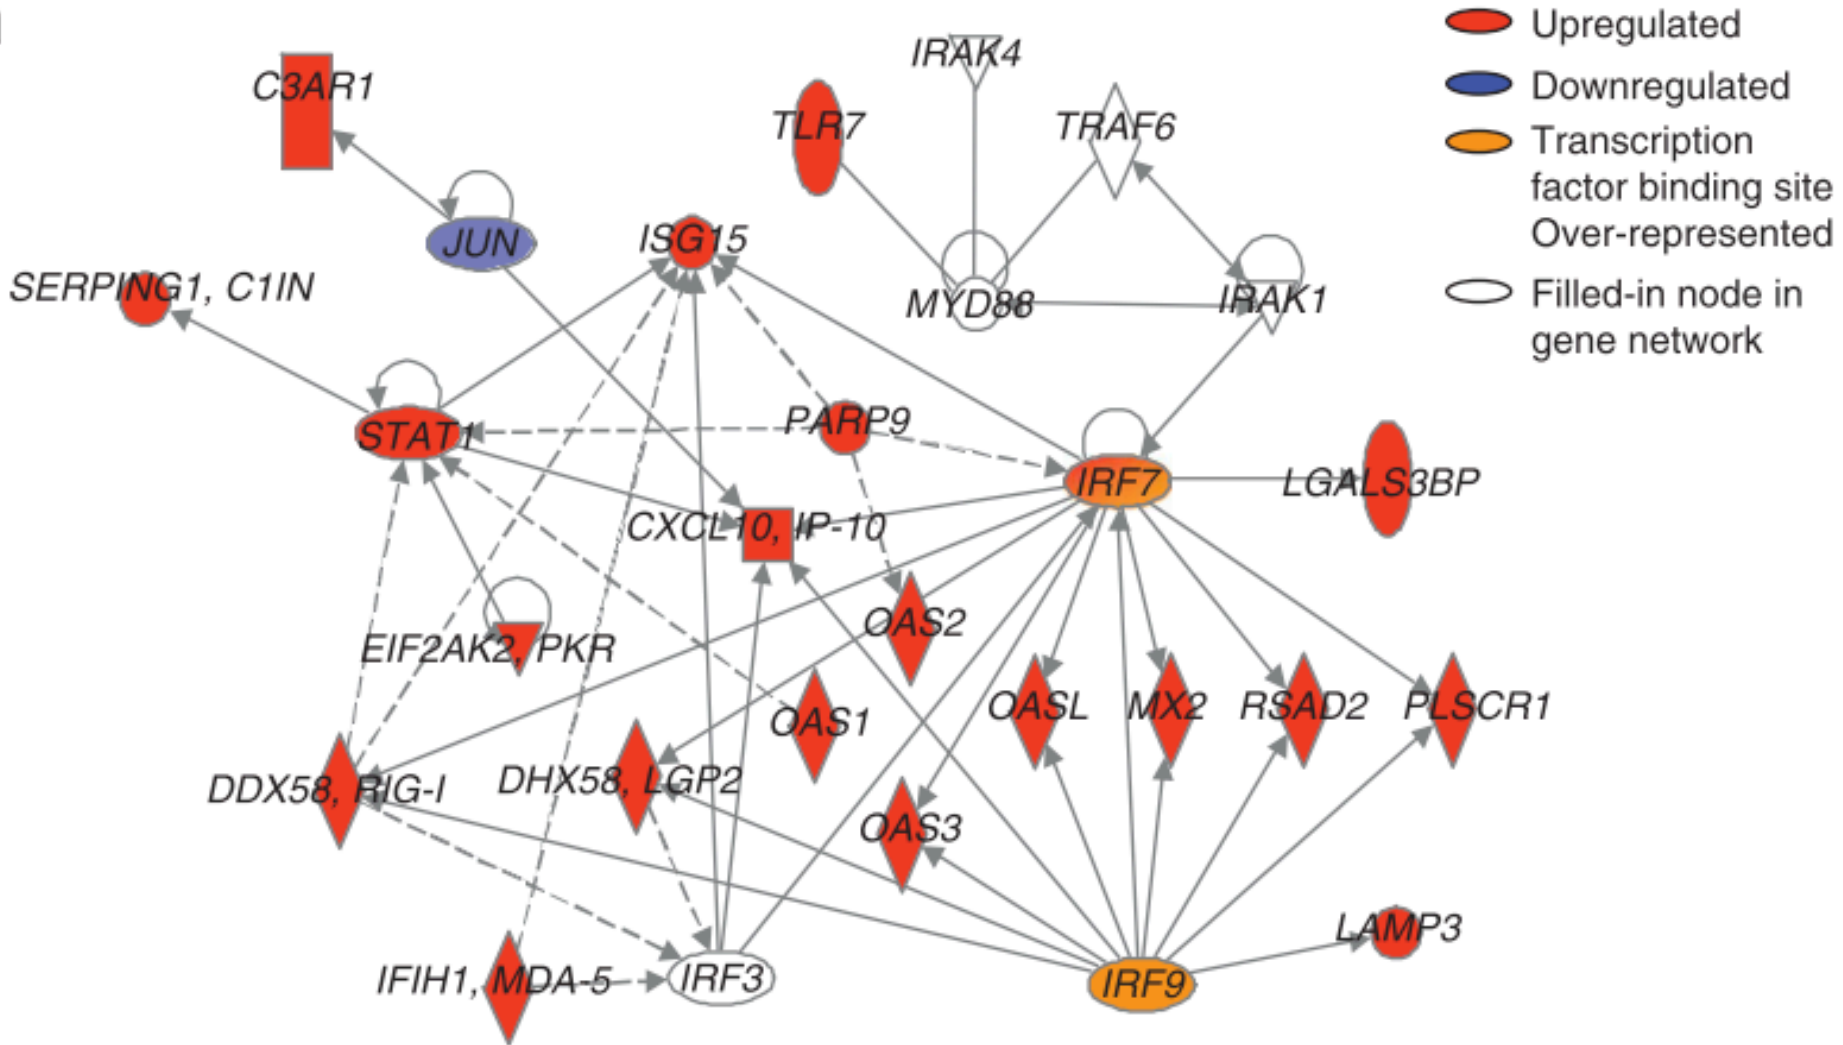 C3AR1
IRAK4
TLR7
TRAF6
JUN
ISG15
SERPING1, C1IN
MYD88
IRAK1
STAT1
PARP9
IRF7
LGALS3BP
CXCL10, IP-10
OAS2
EIF2AK2, PKR
OAS1
OASL
MX2
RSAD2
PLSCR1
DDX58, RIG-I
DHX58, LGP2
OAS3
LAMP3
IFIH1, MDA-5
IRF3
IRF9
Upregulated
Downregulated
Transcription
factor binding site
Over-represented
Filled-in node in
gene network